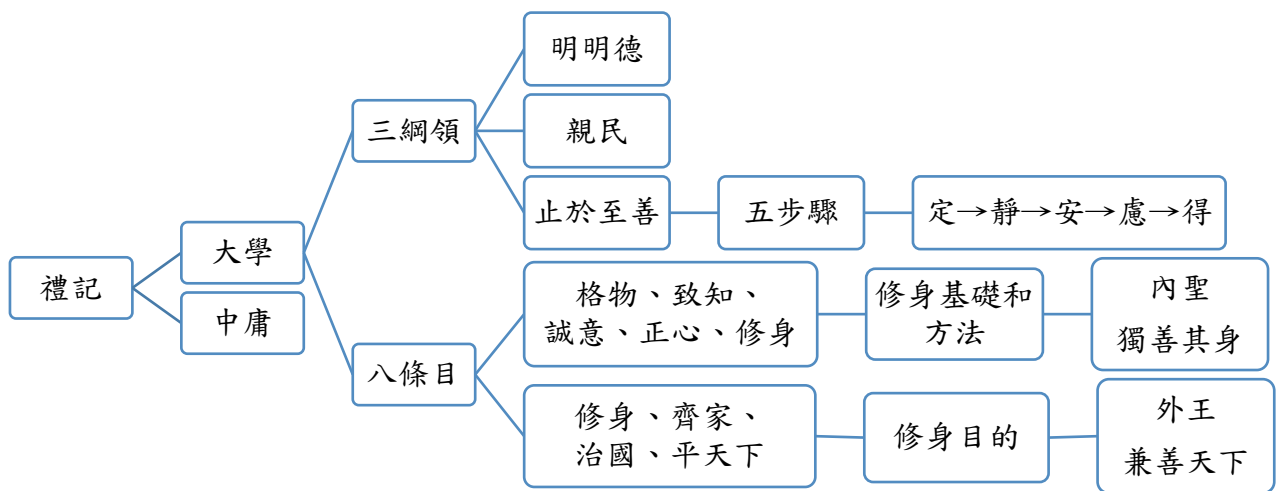 禮記
大學
中庸
三綱領
明明德
親民
止於至善
五步驟
定→靜→安→慮→得
八條目
格物、致知、
誠意、正心、修身
修身基礎和
方法
內聖
獨善其身
修身、齊家、
治國、平天下
修身目的
外王
兼善天下